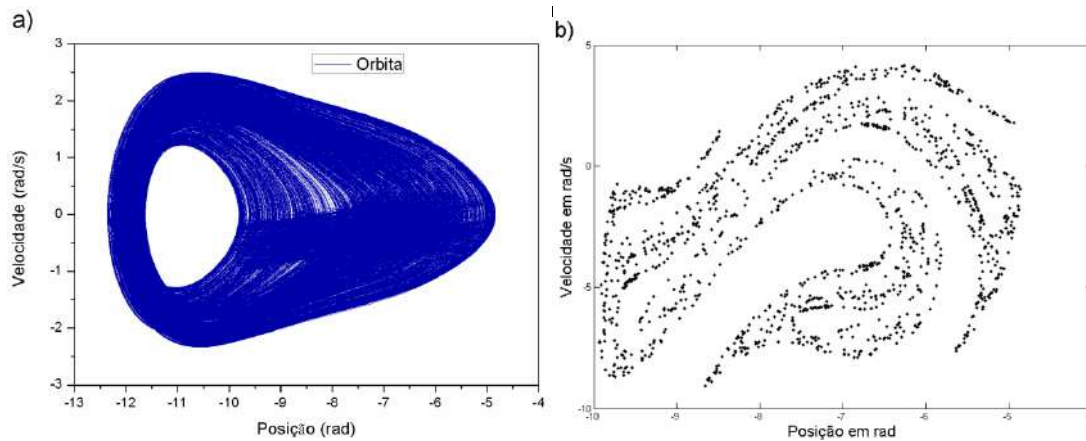 a)
3
2
1
0
-1
-2
-3
Velocidade (rad/s)
Orbita
-13 -12 -11 -10 -9 -8 -7 -6 -5 -4
Posição (rad)
b)
5
0
-5
-10
Velocidade em rad/s
-10 -9 -8 -7 -6 -5
Posição em rad